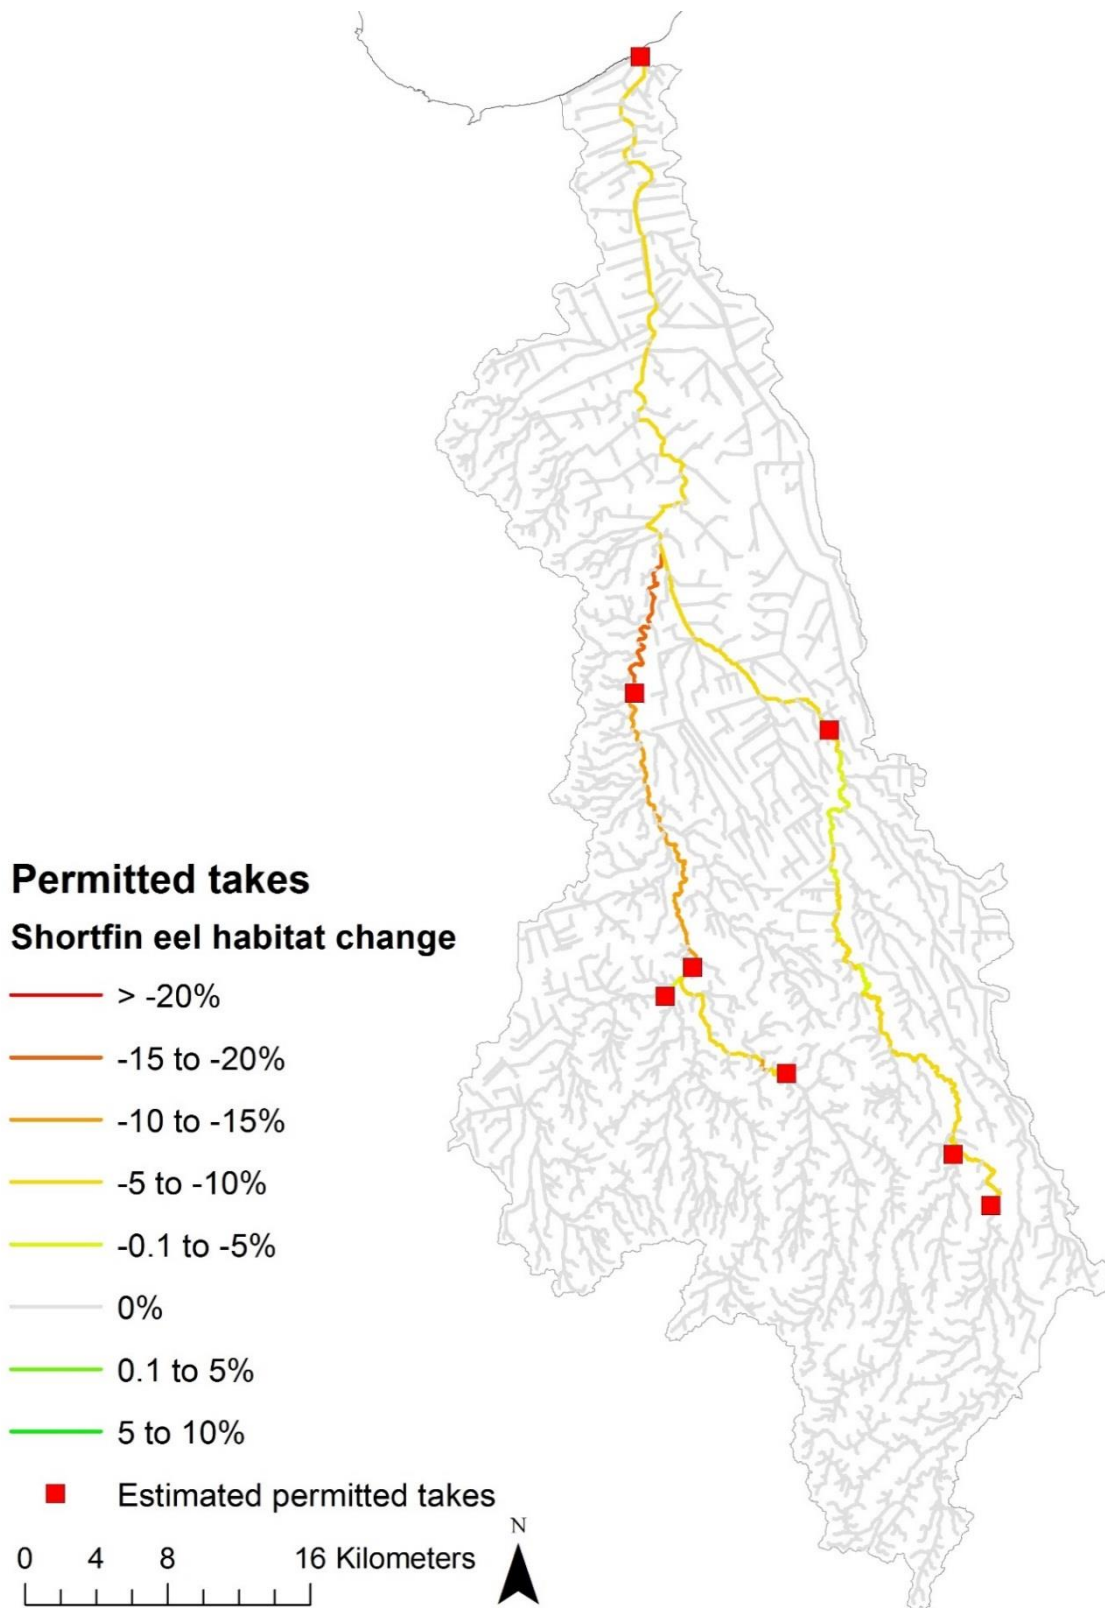 Permitted takes
Shortfin eel habitat change
> -20%
-15 to -20%
-10 to -15%
-5 to -10%
-0.1 to -5%
0%
0.1 to 5%
5 to 10%
Estimated permitted takes
N
0 4 8 16 Kilometers